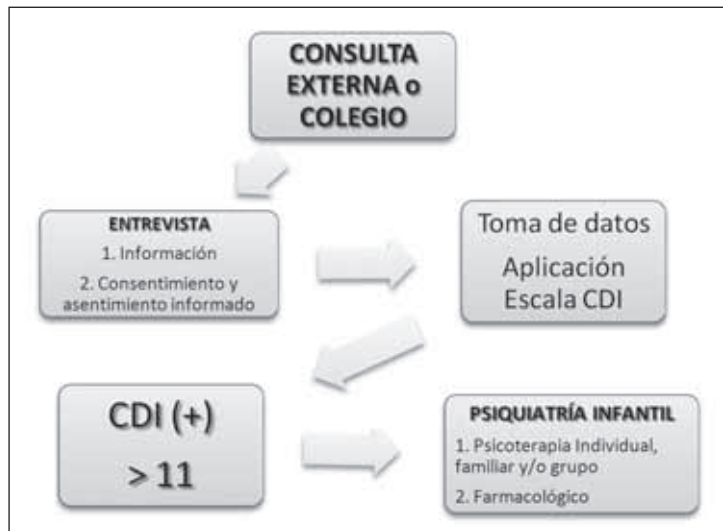 CONSULTA
EXTERNA o
COLEGIO
ENTREVISTA
1. Información
2. Consentimiento y
asentimiento informado
Toma de datos
Aplicación
Escala CDI
CDI (+)
> 11
PSIQUIATRÍA INFANTIL
1. Psicoterapia Individual,
familiar y/o grupo
2. Farmacológico